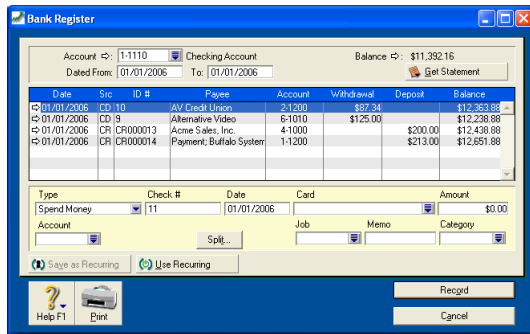 Bank Register
Account 1-1110 Checking Account Balance $11,392.16
Dated From: 01/01/2006 To: 01/01/2006 Get Statement
Date Src ID # Payee Account Withdrawal Deposit Balance
01/01/2006 CD 10 AV Credit Union 2-1200 $87.34 $12,363.88
01/01/2006 CD 9 Alternative Video 6-1010 $125.00 $12,238.88
01/01/2006 CR CR000013 Acme Sales, Inc. 4-1000 $200.00 $12,438.88
01/01/2006 CR CR000014 Payment; Buffalo System 1-1200 $213.00 $12,651.88
Type Check # Date Card Amount
Spend Money 11 01/01/2006 $0.00
Account Job Memo Category
Split...
Save as Recurring Use Recurring
Help F1 Print
Record
Cancel